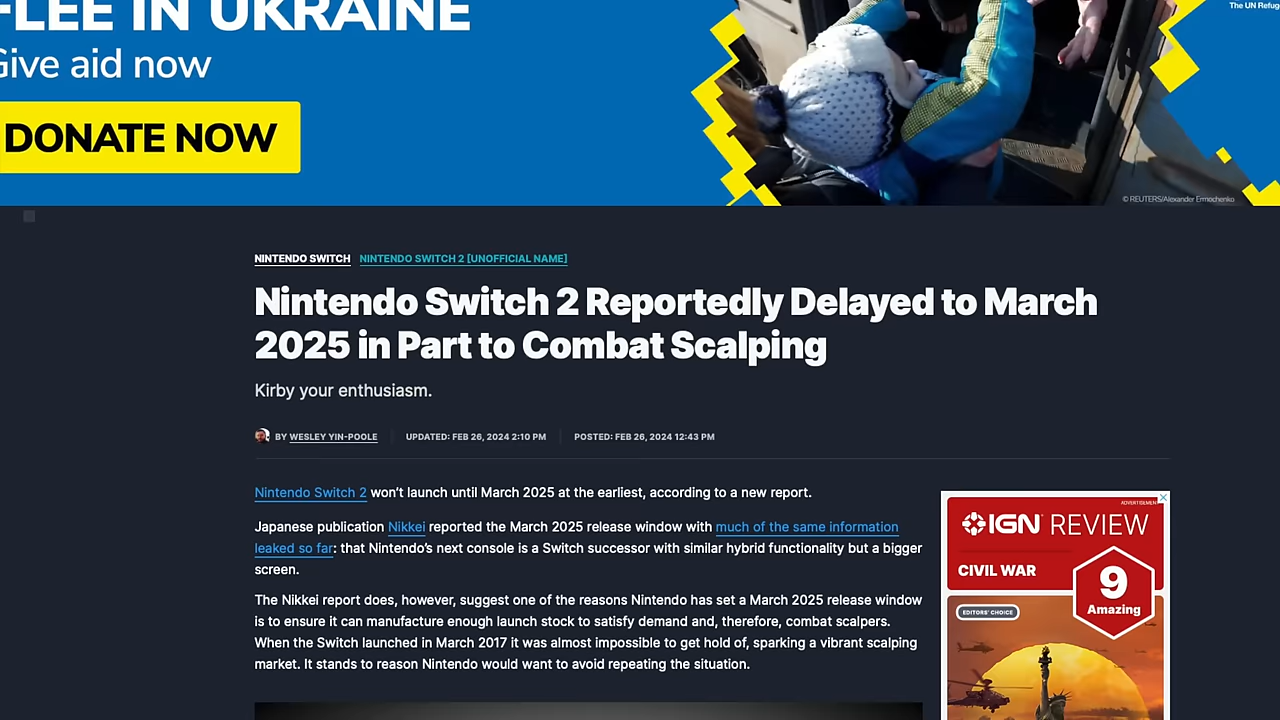 FLEE IN UKRAINE
Give aid now
DONATE NOW
The UN Refug
© REUTERS/Alexander Ermochenko
NINTENDO SWITCH NINTENDO SWITCH 2 [UNOFFICIAL NAME]
Nintendo Switch 2 Reportedly Delayed to March
2025 in Part to Combat Scalping
Kirby your enthusiasm.
BY WESLEY YIN-POOLE UPDATED: FEB 26, 2024 2:10 PM POSTED: FEB 26, 2024 12:43 PM
Nintendo Switch 2 won't launch until March 2025 at the earliest, according to a new report.
Japanese publication Nikkei reported the March 2025 release window with much of the same information
leaked so far: that Nintendo's next console is a Switch successor with similar hybrid functionality but a bigger
screen.
The Nikkei report does, however, suggest one of the reasons Nintendo has set a March 2025 release window
is to ensure it can manufacture enough launch stock to satisfy demand and, therefore, combat scalpers.
When the Switch launched in March 2017 it was almost impossible to get hold of, sparking a vibrant scalping
market. It stands to reason Nintendo would want to avoid repeating the situation.
ADVERTISEMENT
IGN REVIEW
CIVIL WAR
9
Amazing
EDITORS' CHOICE